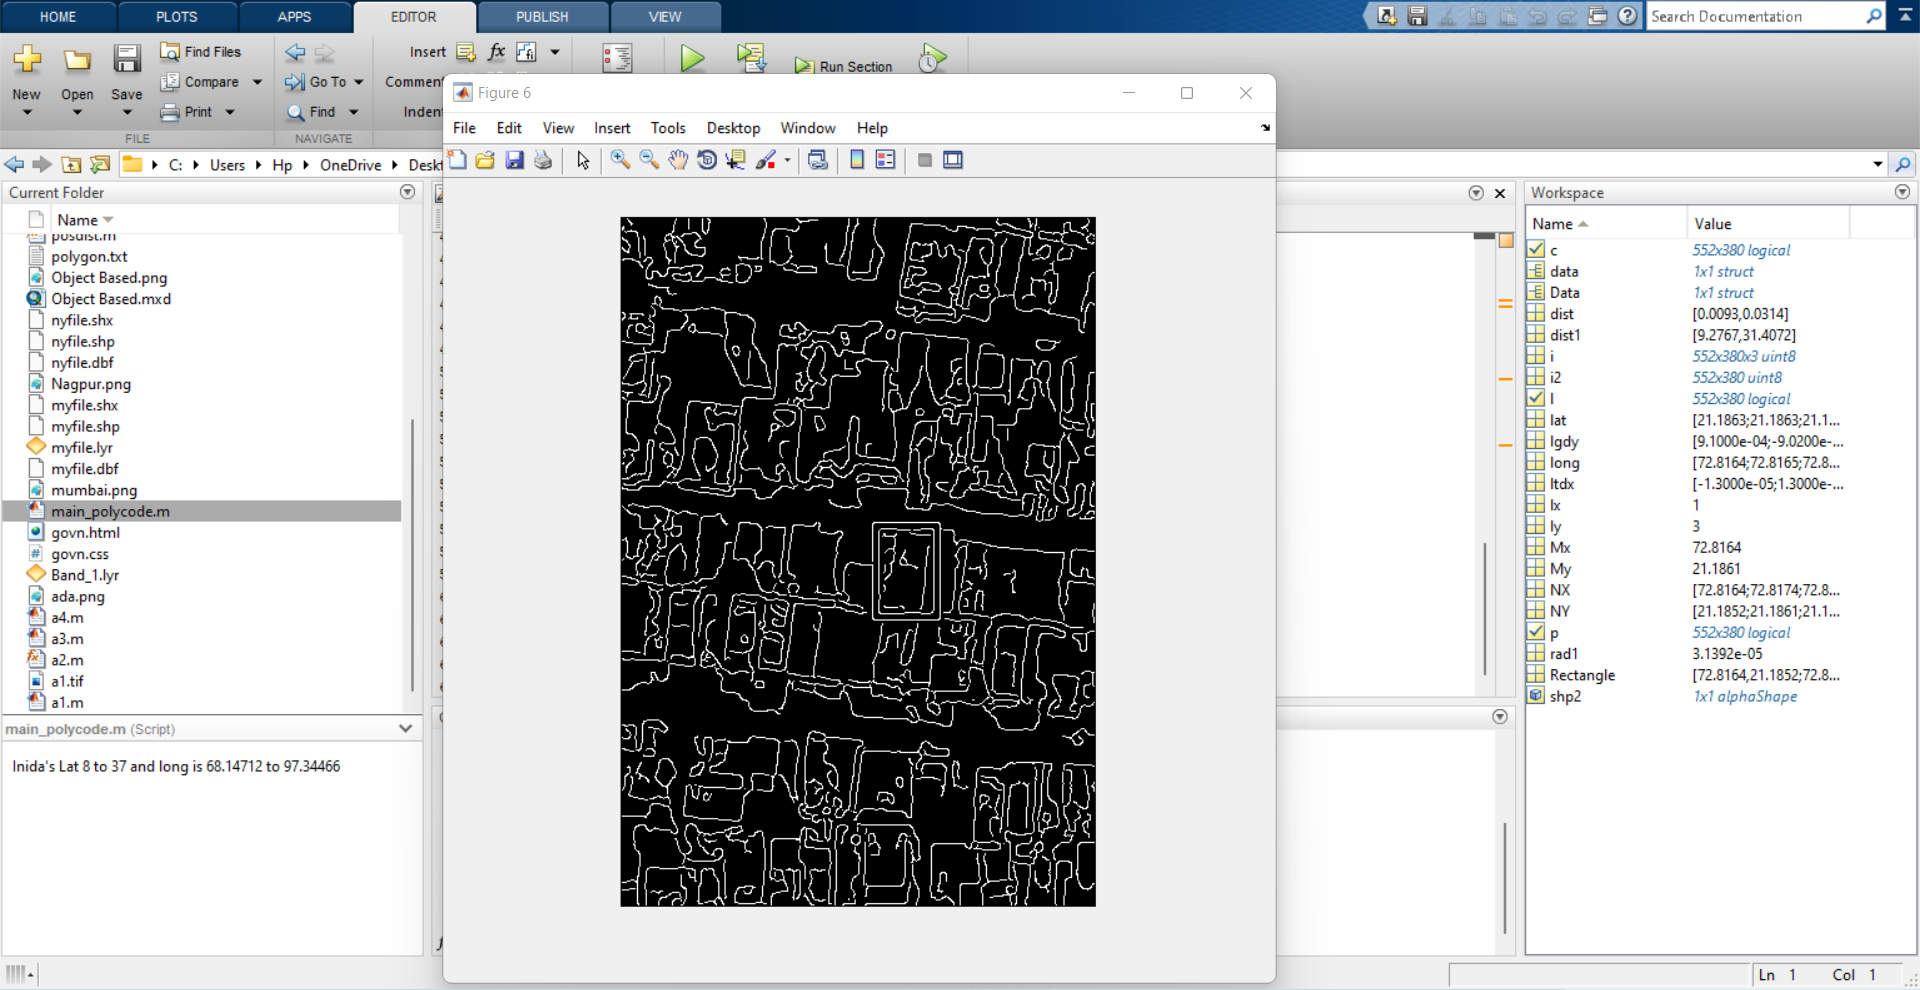 HOME PLOTS APPS EDITOR PUBLISH VIEW Search Documentation
Find Files Insert fx fi
New Open Save Compare Go To Commen Run Section
Print Find Inden
FILE NAVIGATE
C: Users Hp OneDrive Deskt
Figure 6
File Edit View Insert Tools Desktop Window Help
Current Folder
Name
posdist.m
polygon.txt
Object Based.png
Object Based.mxd
nyfile.shx
nyfile.shp
nyfile.dbf
Nagpur.png
myfile.shx
myfile.shp
myfile.lyr
myfile.dbf
mumbai.png
main_polycode.m
govn.html
govn.css
Band_1.lyr
ada.png
a4.m
a3.m
a2.m
a1.tif
a1.m
main_polycode.m (Script)
Inida's Lat 8 to 37 and long is 68.14712 to 97.34466
Workspace
Name Value
c 552x380 logical
data 1x1 struct
Data 1x1 struct
dist [0.0093,0.0314]
dist1 [9.2767,31.4072]
i 552x380x3 uint8
i2 552x380 uint8
l 552x380 logical
lat [21.1863;21.1863;21.1...
lgdy [9.1000e-04;-9.0200e-...
long [72.8164;72.8165;72.8...
ltdx [-1.3000e-05;1.3000e-...
lx 1
ly 3
Mx 72.8164
My 21.1861
NX [72.8164;72.8174;72.8...
NY [21.1852;21.1861;21.1...
p 552x380 logical
rad1 3.1392e-05
Rectangle [72.8164,21.1852;72.8...
shp2 1x1 alphaShape
Ln 1 Col 1